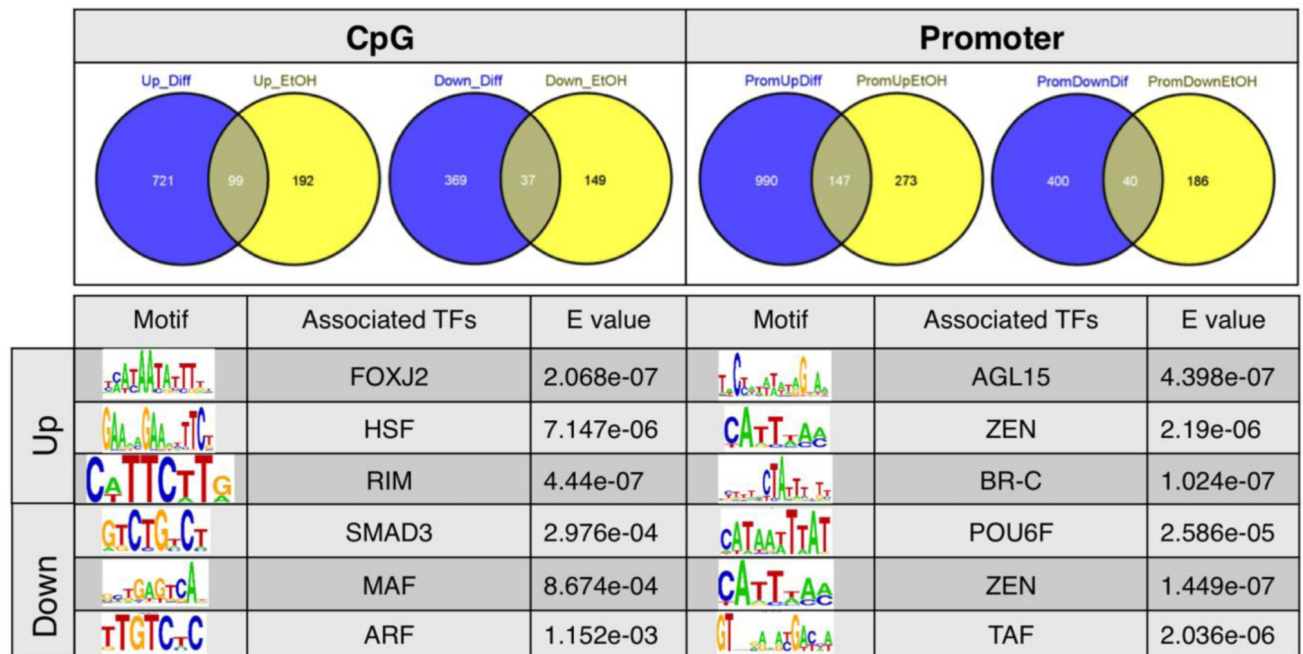 CpG Promoter
Up_Diff Up_EtOH Down_Diff Down_EtOH PromUpDiff PromUpEtOH PromDownDif PromDownEtOH
721 99 192 369 37 149 990 147 273 400 40 186
Motif Associated TFs E value Motif Associated TFs E value
Up
FOXJ2 2.068e-07 AGL15 4.398e-07
HSF 7.147e-06 ZEN 2.19e-06
CATTCTTG RIM 4.44e-07 BR-C 1.024e-07
Down
SMAD3 2.976e-04 CATAATTTAT POU6F 2.586e-05
MAF 8.674e-04 ZEN 1.449e-07
ARF 1.152e-03 TAF 2.036e-06